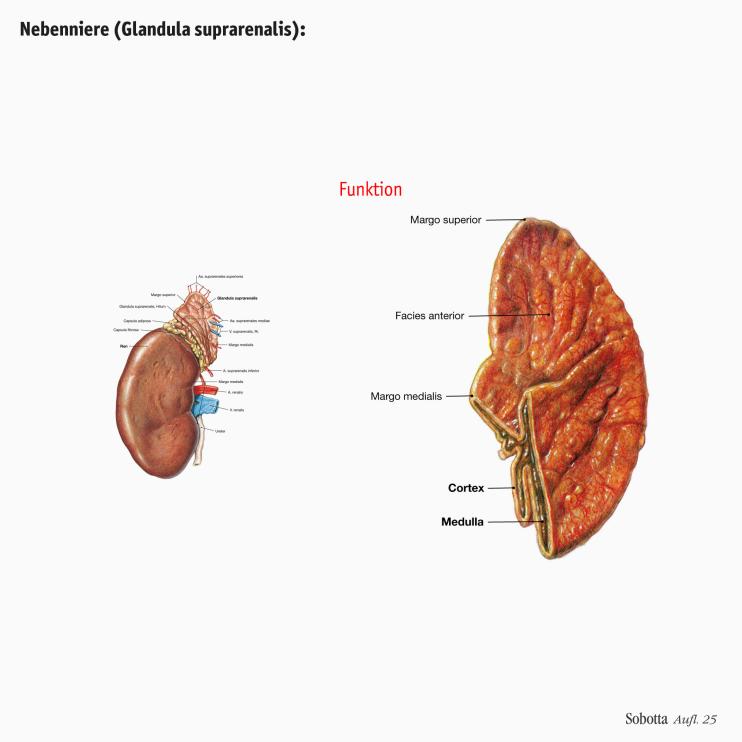 Nebenniere (Glandula suprarenalis):
Funktion
Aa. suprarenales superiores
Margo superior
Glandula suprarenalis
Glandula suprarenalis, Hilum
Capsula adiposa
Aa. suprarenales mediae
Capsula fibrosa
V. suprarenalis, Rr.
Ren
Margo medialis
A. suprarenalis inferior
Margo medialis
A. renalis
V. renalis
Ureter
Margo superior
Facies anterior
Margo medialis
Cortex
Medulla
Sobotta Aufl. 25